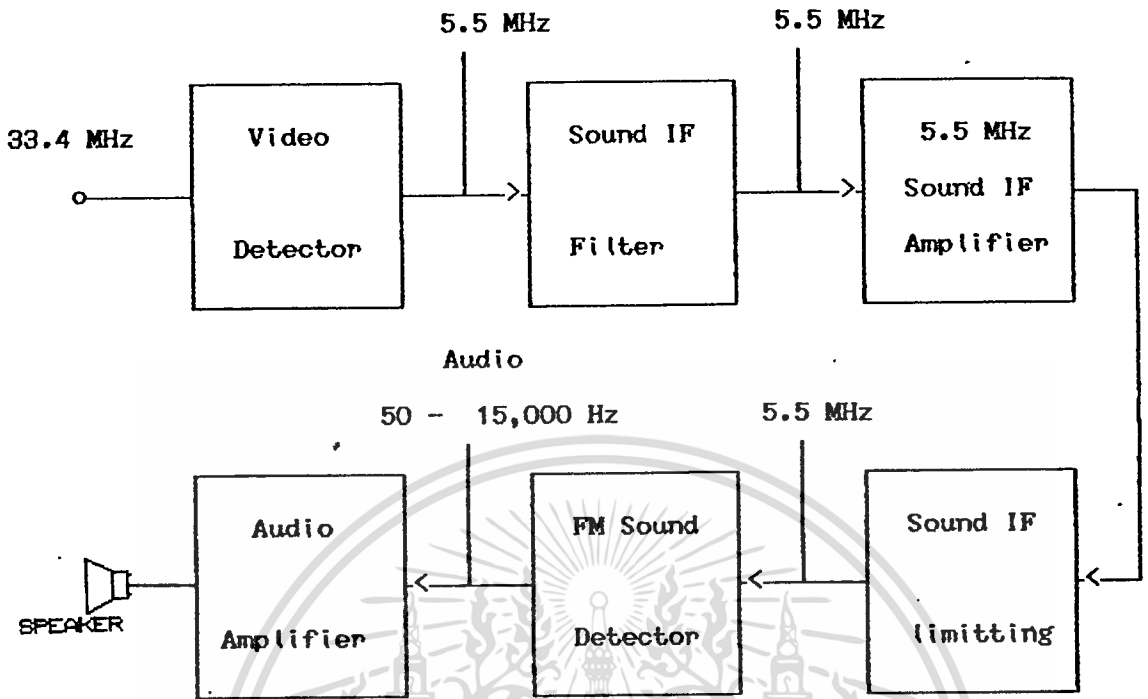 5.5 MHz
5.5 MHz
33.4 MHz
Video
Detector
Sound IF
Filter
5.5 MHz
Sound IF
Amplifier
Audio
50 - 15,000 Hz
5.5 MHz
SPEAKER
Audio
Amplifier
FM Sound
Detector
Sound IF
limitting